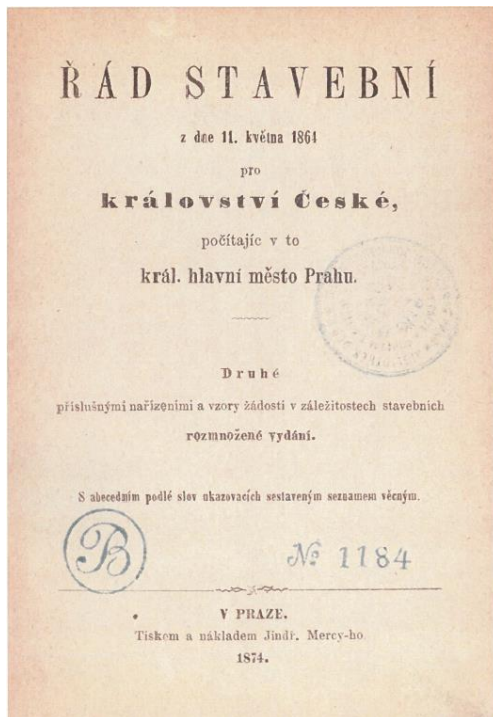 ŘÁD STAVEBNÍ
z dne 11. května 1864
pro
království České,
počítajíc v to
král. hlavní město Prahu.
Druhé
příslušnými nařízeními a vzory žádosti v záležitostech stavebních
rozmnožené vydání.
S abecedním podlé slov ukazovacích sestaveným seznamem věcným.
B
№ 1184
V PRAZE.
Tiskem a nákladem Jindř. Mercy-ho
1874.